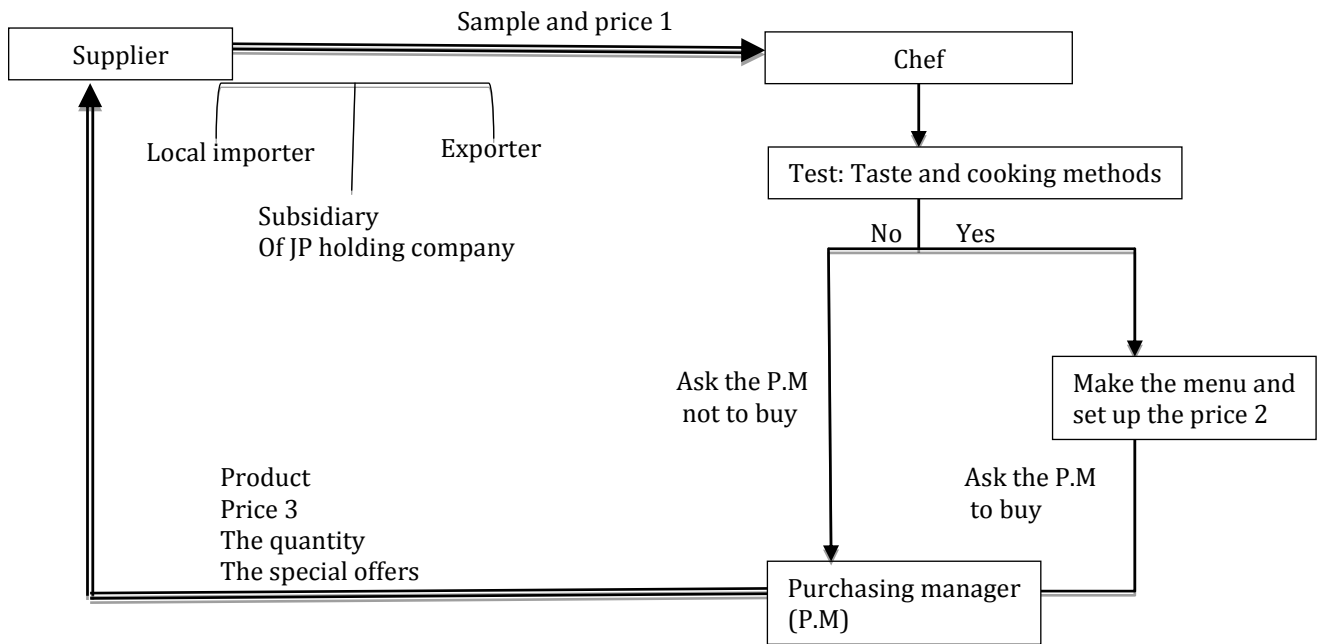 Sample and price 1
Supplier
Chef
Local importer
Exporter
Subsidiary
Of JP holding company
Test: Taste and cooking methods
No
Yes
Ask the P.M
not to buy
Make the menu and
set up the price 2
Product
Price 3
The quantity
The special offers
Ask the P.M
to buy
Purchasing manager
(P.M)